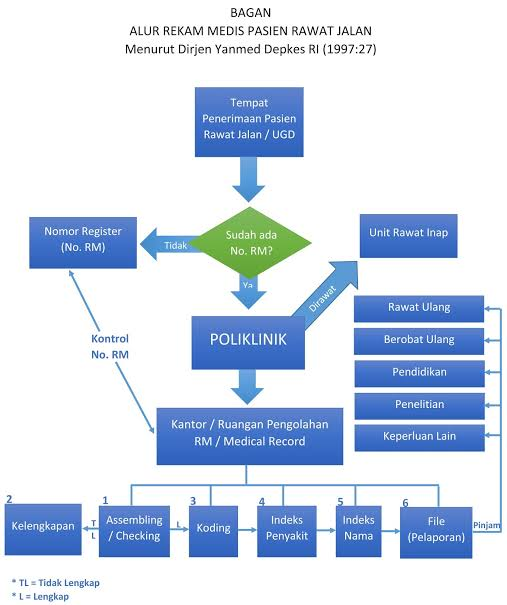 BAGAN
ALUR REKAM MEDIS PASIEN RAWAT JALAN
Menurut Dirjen Yanmed Depkes RI (1997:27)
Tempat
Penerimaan Pasien
Rawat Jalan / UGD
Nomor Register
(No. RM)
Tidak
Sudah ada
No. RM?
Unit Rawat Inap
Ya
Dirawat
POLIKLINIK
Kontrol
No. RM
Rawat Ulang
Berobat Ulang
Pendidikan
Penelitian
Keperluan Lain
Kantor / Ruangan Pengolahan
RM / Medical Record
2
Kelengkapan
T
L
1
Assembling
/ Checking
L
3
Koding
4
Indeks
Penyakit
5
Indeks
Nama
6
File
(Pelaporan)
Pinjam
* TL = Tidak Lengkap
* L = Lengkap